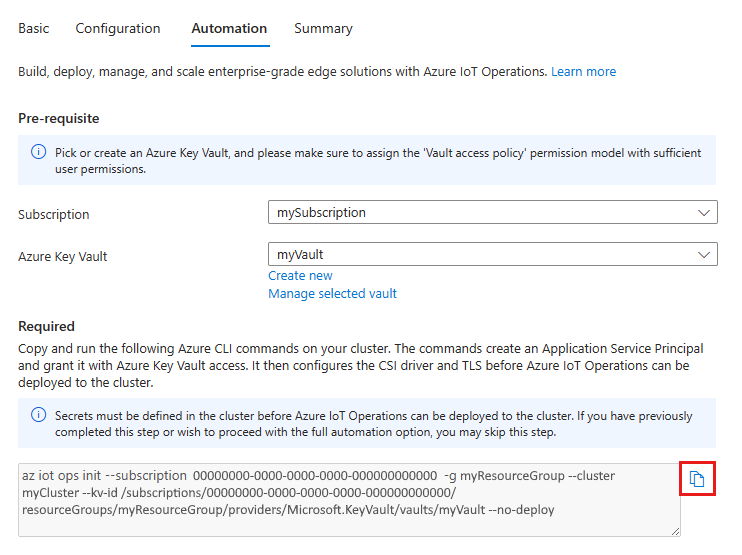 Basic Configuration Automation Summary
Build, deploy, manage, and scale enterprise-grade edge solutions with Azure IoT Operations. Learn more
Pre-requisite
Pick or create an Azure Key Vault, and please make sure to assign the 'Vault access policy' permission model with sufficient
user permissions.
Subscription mySubscription
Azure Key Vault myVault
Create new
Manage selected vault
Required
Copy and run the following Azure CLI commands on your cluster. The commands create an Application Service Principal
and grant it with Azure Key Vault access. It then configures the CSI driver and TLS before Azure IoT Operations can be
deployed to the cluster.
Secrets must be defined in the cluster before Azure IoT Operations can be deployed to the cluster. If you have previously
completed this step or wish to proceed with the full automation option, you may skip this step.
az iot ops init --subscription 00000000-0000-0000-0000-000000000000 -g myResourceGroup --cluster
myCluster --kv-id /subscriptions/00000000-0000-0000-0000-000000000000/
resourceGroups/myResourceGroup/providers/Microsoft.KeyVault/vaults/myVault --no-deploy